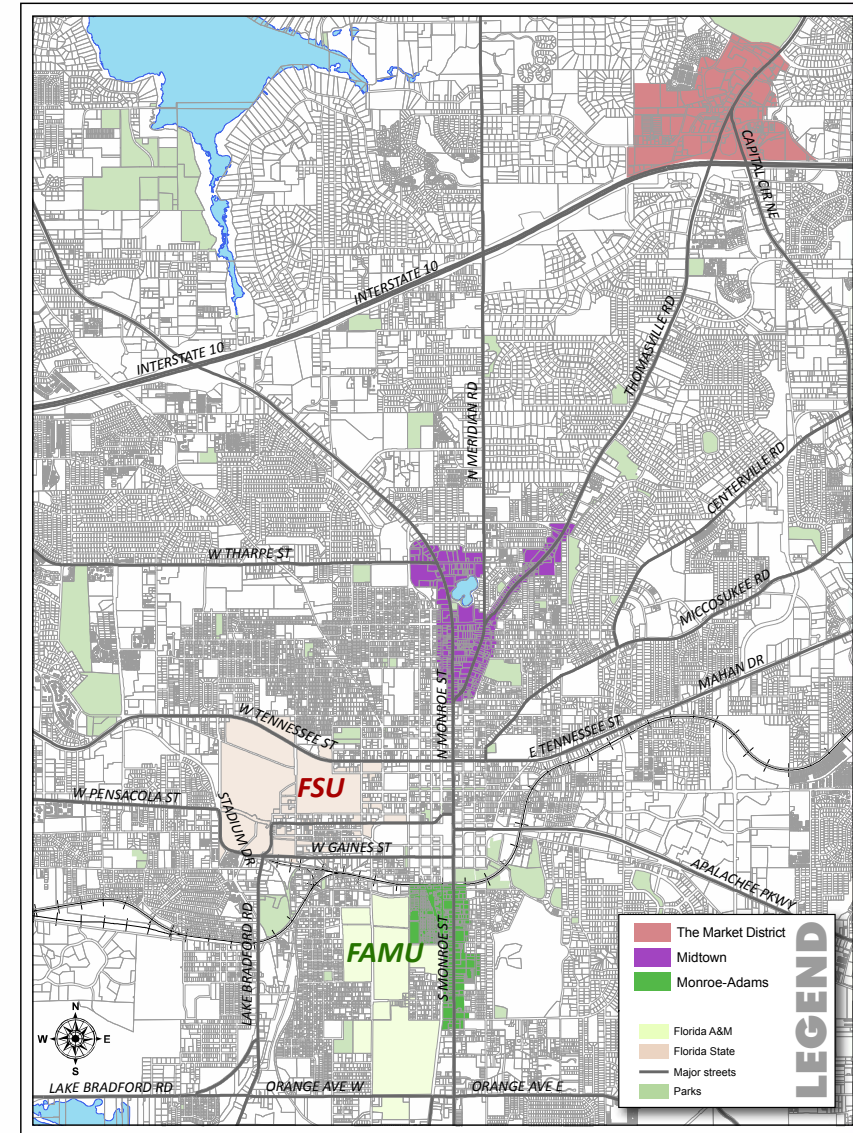 CAPITAL CIR NE
INTERSTATE 10
INTERSTATE 10
THOMASVILLE RD
N MERIDIAN RD
CENTERVILLE RD
W THARPE ST
MICCOSUKEE RD
MAHAN DR
N MONROE ST
W TENNESSEE ST
E TENNESSEE ST
FSU
W PENSACOLA ST
STADIUM DR
W GAINES ST
APALACHEE PKWY
LAKE BRADFORD RD
FAMU
S MONROE ST
N
W E
S
LAKE BRADFORD RD
ORANGE AVE W
ORANGE AVE E
LEGEND
The Market District
Midtown
Monroe-Adams
Florida A&M
Florida State
Major streets
Parks